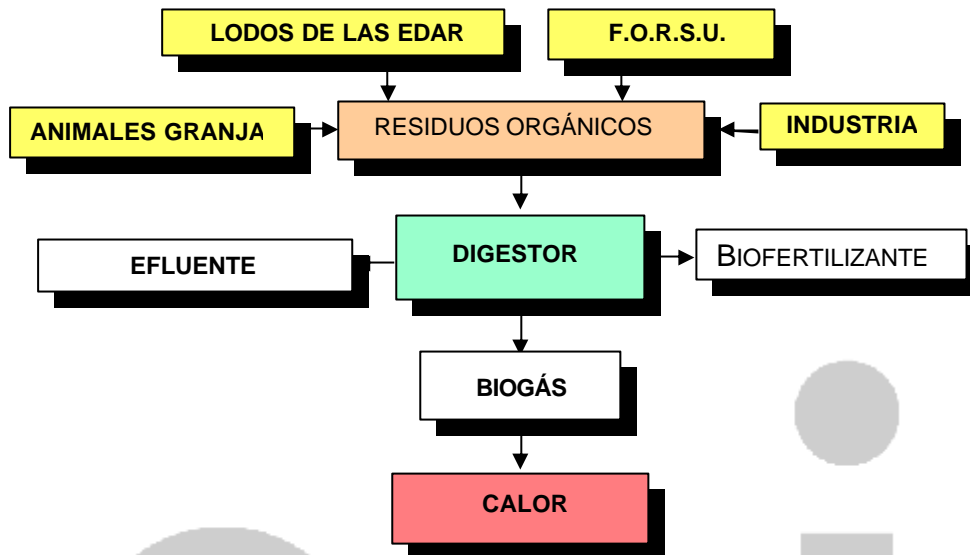 LODOS DE LAS EDAR
F.O.R.S.U.
ANIMALES GRANJA
RESIDUOS ORGÁNICOS
INDUSTRIA
EFLUENTE
DIGESTOR
BIOFERTILIZANTE
BIOGÁS
CALOR